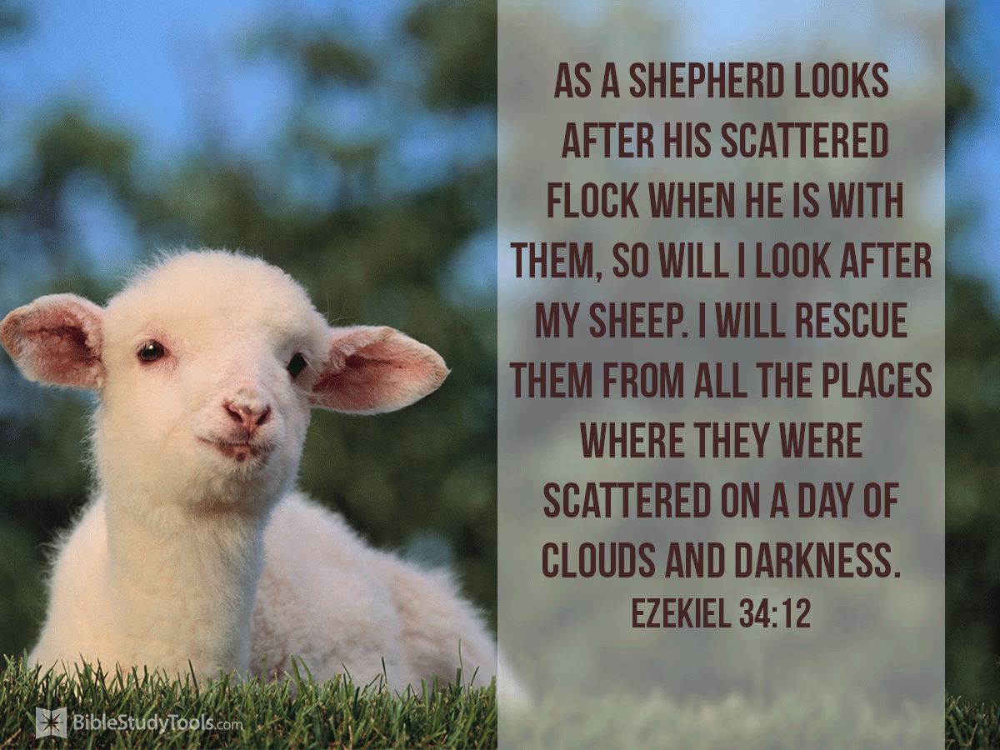 AS A SHEPHERD LOOKS
AFTER HIS SCATTERED
FLOCK WHEN HE IS WITH
THEM, SO WILL I LOOK AFTER
MY SHEEP. I WILL RESCUE
THEM FROM ALL THE PLACES
WHERE THEY WERE
SCATTERED ON A DAY OF
CLOUDS AND DARKNESS.
EZEKIEL 34:12
BibleStudyTools.com